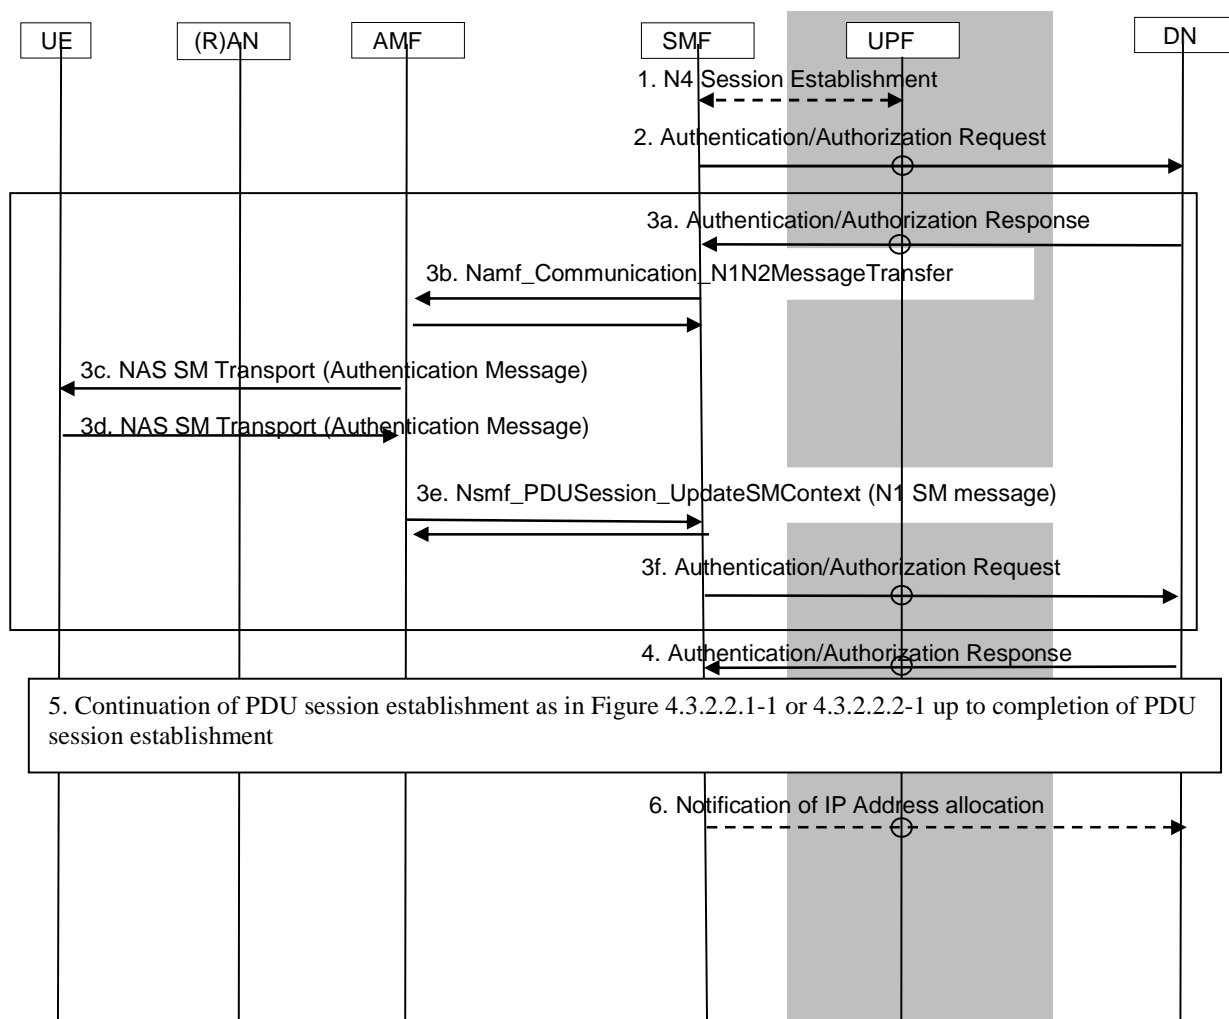 UE (R)AN AMF SMF UPF DN
1. N4 Session Establishment
2. Authentication/Authorization Request
3a. Authentication/Authorization Response
3b. Namf_Communication_N1N2MessageTransfer
3c. NAS SM Transport (Authentication Message)
3d. NAS SM Transport (Authentication Message)
3e. Nsmf_PDUSession_UpdateSMContext (N1 SM message)
3f. Authentication/Authorization Request
4. Authentication/Authorization Response
5. Continuation of PDU session establishment as in Figure 4.3.2.2.1-1 or 4.3.2.2.2-1 up to completion of PDU
session establishment
6. Notification of IP Address allocation